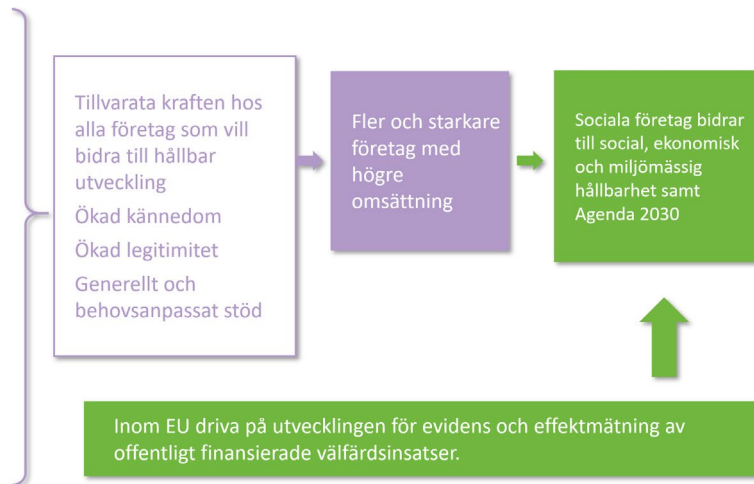 Tillvarata kraften hos
alla företag som vill
bidra till hållbar
utveckling
Ökad kännedom
Ökad legitimitet
Generellt och
behovsanpassat stöd
Fler och starkare
företag med
högre
omsättning
Sociala företag bidrar
till social, ekonomisk
och miljömässig
hållbarhet samt
Agenda 2030
Inom EU driva på utvecklingen för evidens och effektmätning av
offentligt finansierade välfärdsinsatser.